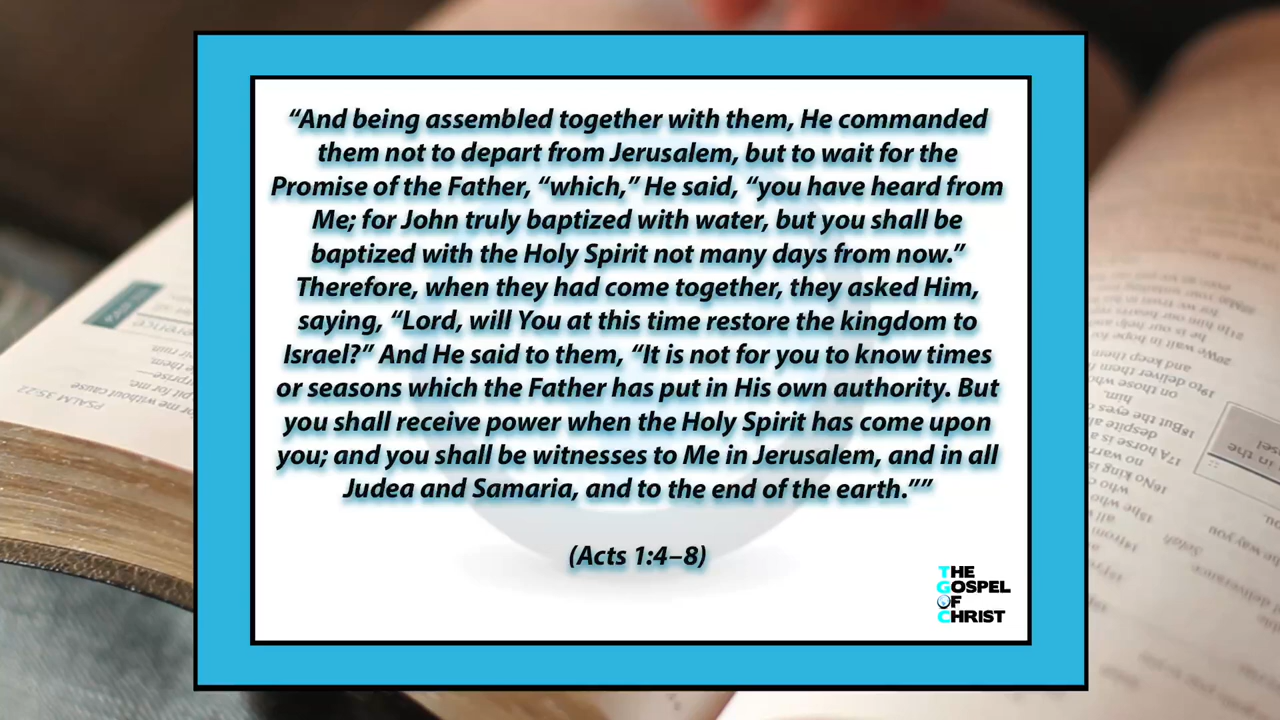 “And being assembled together with them, He commanded
them not to depart from Jerusalem, but to wait for the
Promise of the Father, “which,” He said, “you have heard from
Me; for John truly baptized with water, but you shall be
baptized with the Holy Spirit not many days from now.”
Therefore, when they had come together, they asked Him,
saying, “Lord, will You at this time restore the kingdom to
Israel?” And He said to them, “It is not for you to know times
or seasons which the Father has put in His own authority. But
you shall receive power when the Holy Spirit has come upon
you; and you shall be witnesses to Me in Jerusalem, and in all
Judea and Samaria, and to the end of the earth.””
(Acts 1:4–8)
THE
GOSPEL
OF
CHRIST
PSALM 35:22